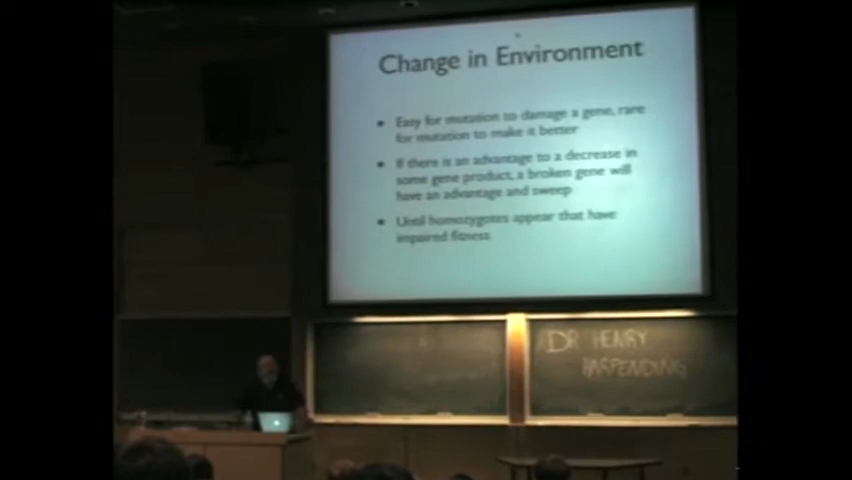 Change in Environment
• Easy for mutation to damage a gene, rare
for mutation to make it better
• If there is an advantage to a decrease in
some gene product, a broken gene will
have an advantage and sweep
• Until homozygotes appear that have
impaired fitness
DR HENRY
HARPENDING